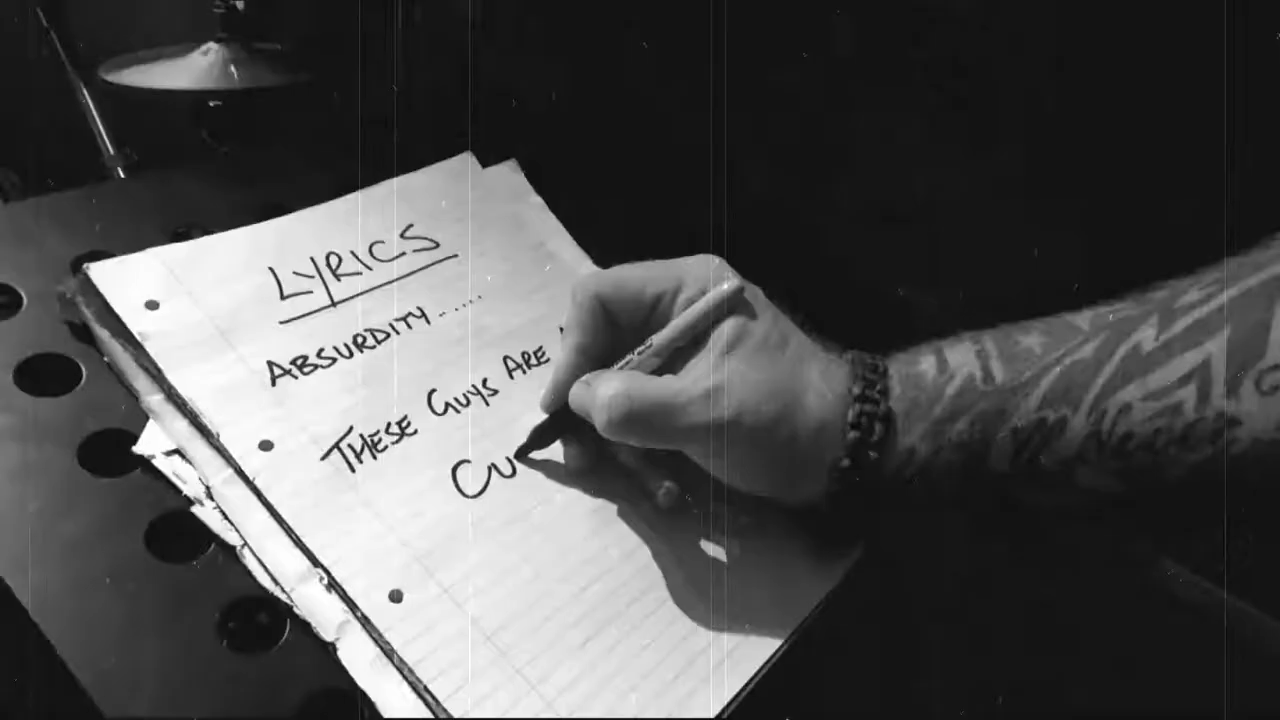 LYRICS
ABSURDITY......
THESE GUYS ARE
CU